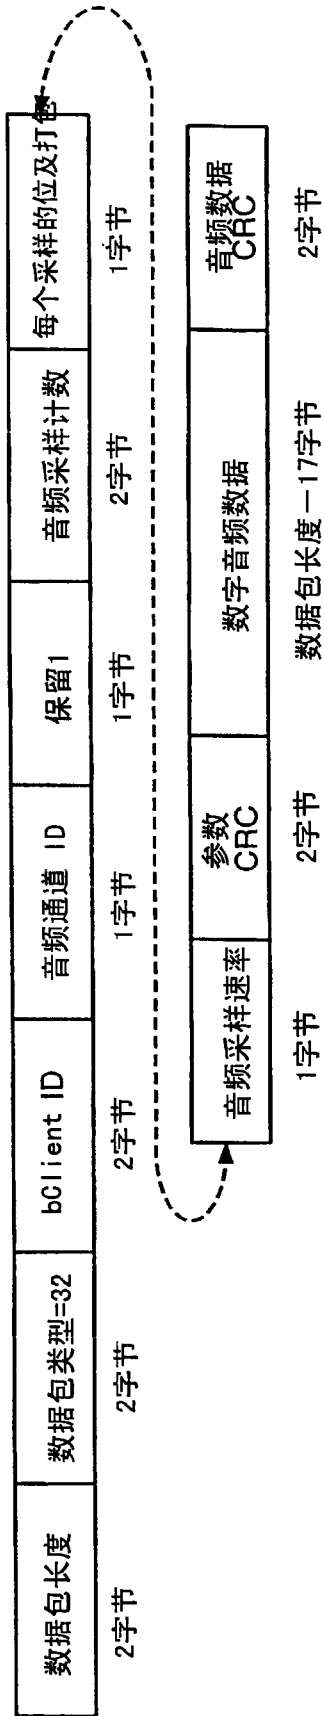 数据包长度
数据包类型=32
bClient ID
音频通道 ID
保留1
音频采样计数
每个采样的位及打包
2字节
2字节
2字节
1字节
1字节
2字节
1字节
音频采样速率
参数
CRC
数字音频数据
音频数据
CRC
1字节
2字节
数据包长度－17字节
2字节